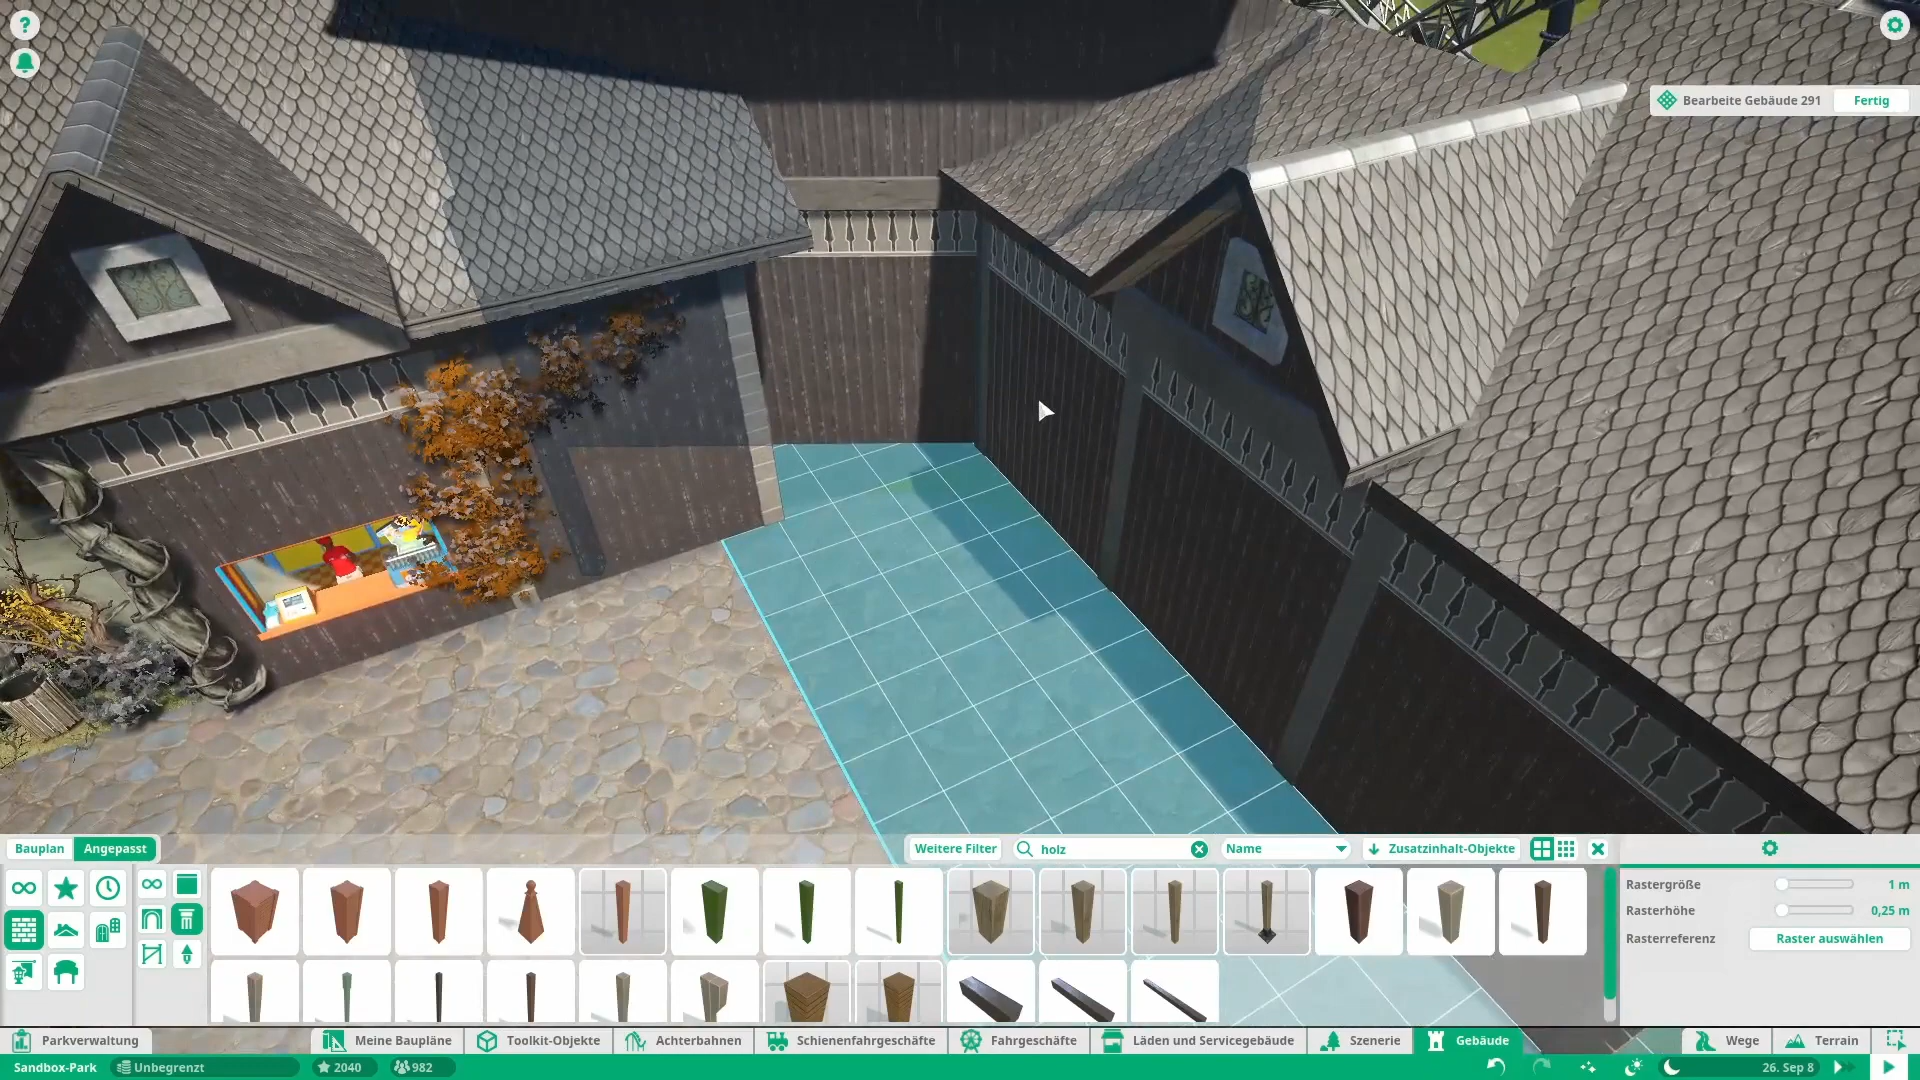 ?
Bearbeite Gebäude 291
Fertig
Bauplan
Angepasst
Weitere Filter
holz
Name
Zusatzinhalt-Objekte
Rastergröße
1 m
Rasterhöhe
0,25 m
Rasterreferenz
Raster auswählen
Parkverwaltung
Meine Baupläne
Toolkit-Objekte
Achterbahnen
Schienenfahrgeschäfte
Fahrgeschäfte
Läden und Servicegebäude
Szenerie
Gebäude
Wege
Terrain
Sandbox-Park
Unbegrenzt
2040
982
26. Sep 8